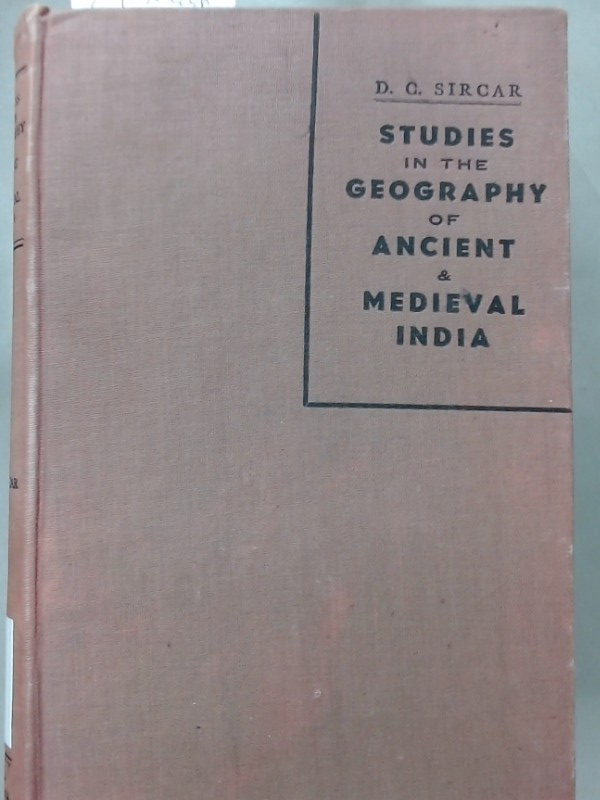 D. C. SIRCAR
STUDIES
IN THE
GEOGRAPHY
OF
ANCIENT
&
MEDIEVAL
INDIA